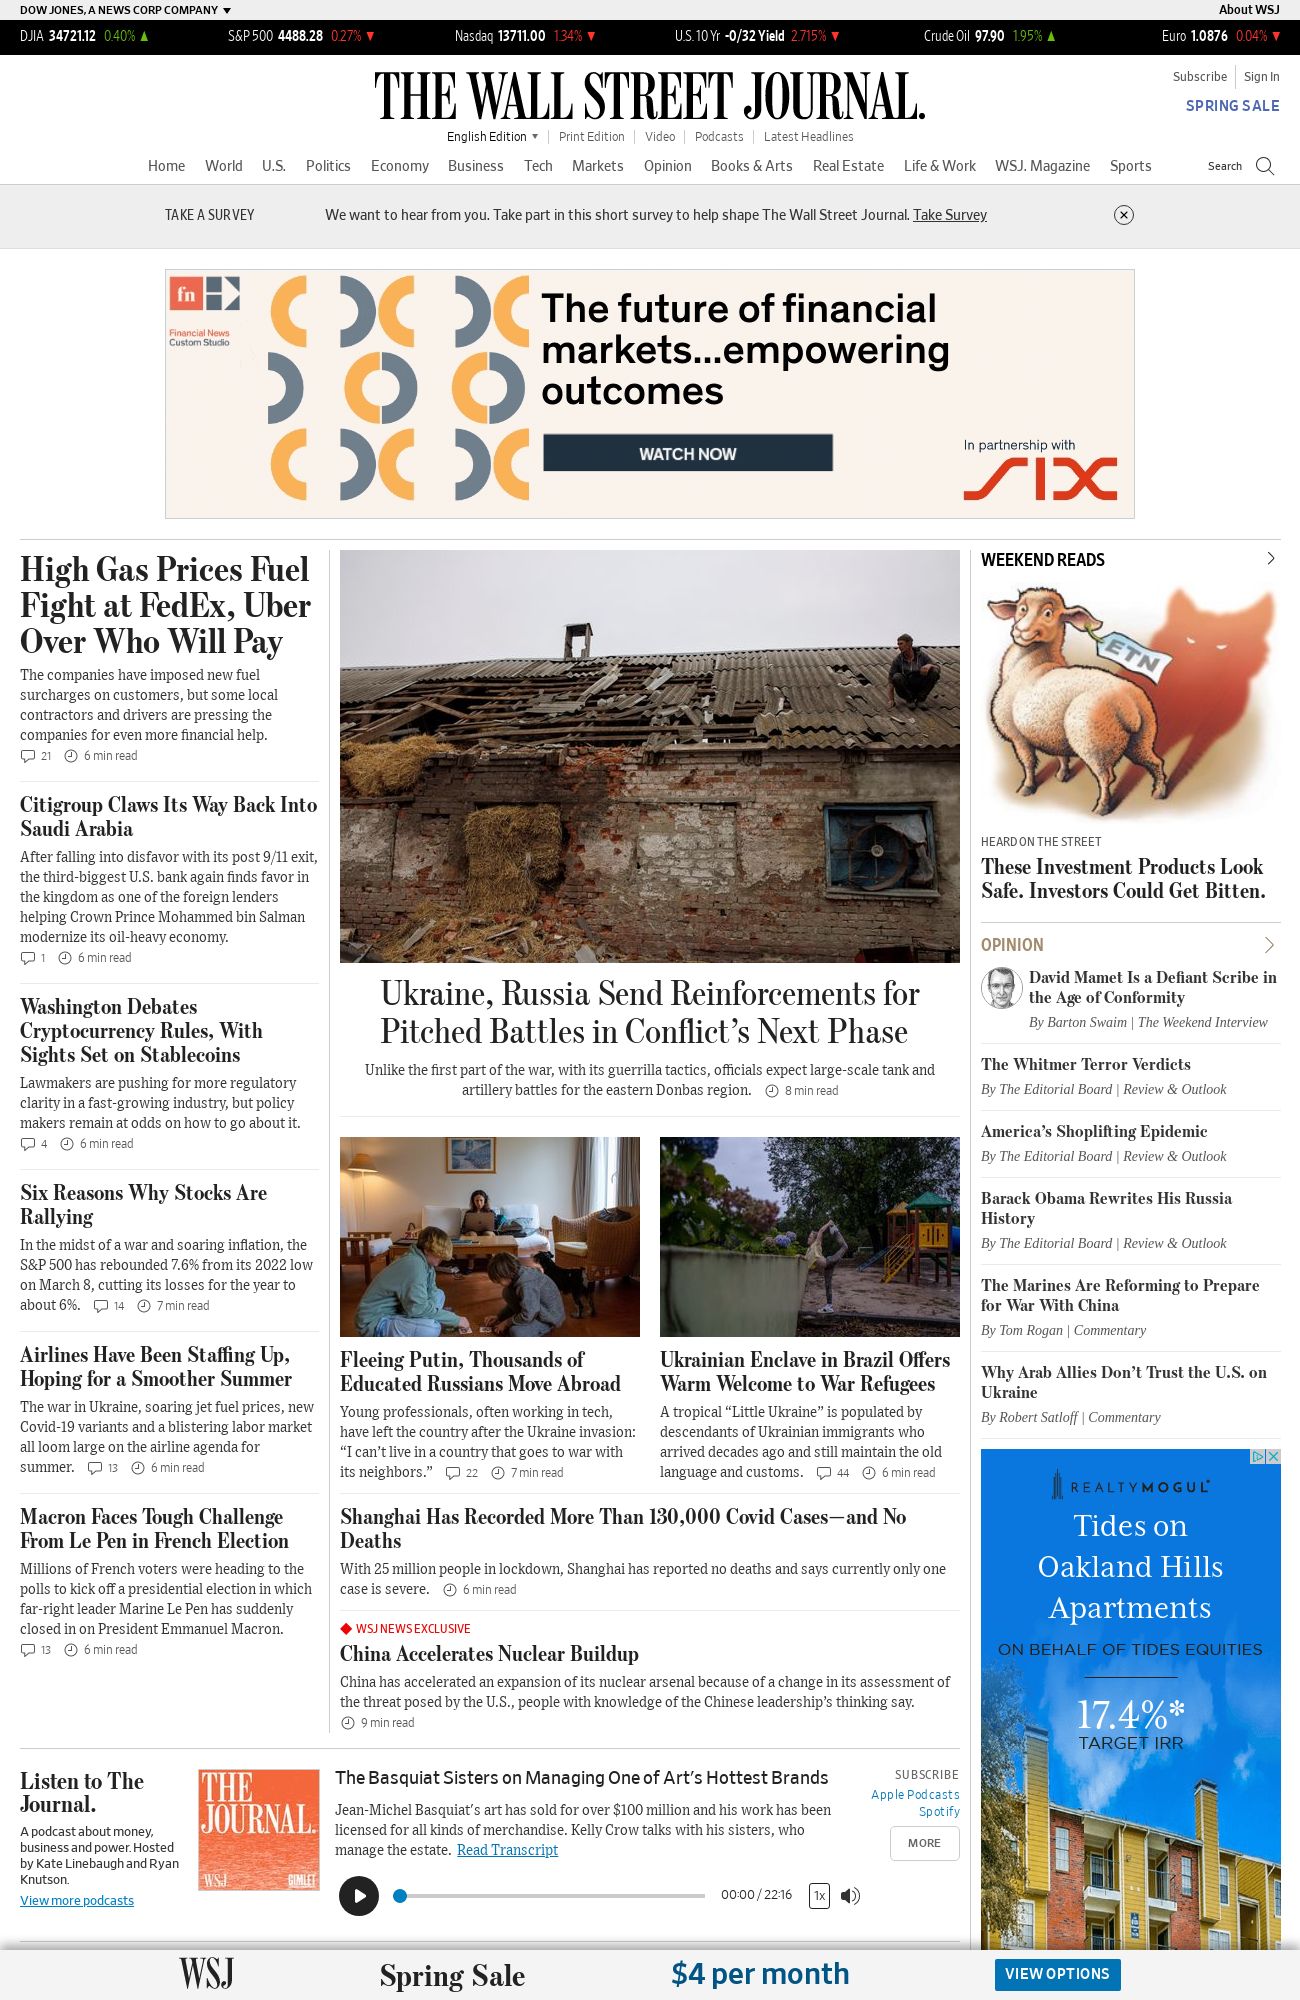 DOW JONES, A NEWS CORP COMPANY
About WSJ
DJIA 34721.12 0.40% ▲
S&P 500 4488.28 0.27% ▼
Nasdaq 13711.00 1.34% ▼
U.S. 10 Yr -0/32 Yield 2.715% ▼
Crude Oil 97.90 1.95% ▲
Euro 1.0876 0.04% ▼
Subscribe
Sign In
SPRING SALE
THE WALL STREET JOURNAL.
English Edition
Print Edition
Video
Podcasts
Latest Headlines
Home
World
U.S.
Politics
Economy
Business
Tech
Markets
Opinion
Books & Arts
Real Estate
Life & Work
WSJ. Magazine
Sports
Search
TAKE A SURVEY
We want to hear from you. Take part in this short survey to help shape The Wall Street Journal. Take Survey
fn
Financial News
Custom Studio
The future of financial
markets...empowering
outcomes
WATCH NOW
In partnership with
SIX
High Gas Prices Fuel
Fight at FedEx, Uber
Over Who Will Pay
The companies have imposed new fuel
surcharges on customers, but some local
contractors and drivers are pressing the
companies for even more financial help.
21 6 min read
Citigroup Claws Its Way Back Into
Saudi Arabia
After falling into disfavor with its post 9/11 exit,
the third-biggest U.S. bank again finds favor in
the kingdom as one of the foreign lenders
helping Crown Prince Mohammed bin Salman
modernize its oil-heavy economy.
1 6 min read
Washington Debates
Cryptocurrency Rules, With
Sights Set on Stablecoins
Lawmakers are pushing for more regulatory
clarity in a fast-growing industry, but policy
makers remain at odds on how to go about it.
4 6 min read
Six Reasons Why Stocks Are
Rallying
In the midst of a war and soaring inflation, the
S&P 500 has rebounded 7.6% from its 2022 low
on March 8, cutting its losses for the year to
about 6%. 14 7 min read
Airlines Have Been Staffing Up,
Hoping for a Smoother Summer
The war in Ukraine, soaring jet fuel prices, new
Covid-19 variants and a blistering labor market
all loom large on the airline agenda for
summer. 13 6 min read
Macron Faces Tough Challenge
From Le Pen in French Election
Millions of French voters were heading to the
polls to kick off a presidential election in which
far-right leader Marine Le Pen has suddenly
closed in on President Emmanuel Macron.
13 6 min read
Ukraine, Russia Send Reinforcements for
Pitched Battles in Conflict's Next Phase
Unlike the first part of the war, with its guerrilla tactics, officials expect large-scale tank and
artillery battles for the eastern Donbas region. 8 min read
Fleeing Putin, Thousands of
Educated Russians Move Abroad
Young professionals, often working in tech,
have left the country after the Ukraine invasion:
“I can’t live in a country that goes to war with
its neighbors.” 22 7 min read
Ukrainian Enclave in Brazil Offers
Warm Welcome to War Refugees
A tropical “Little Ukraine” is populated by
descendants of Ukrainian immigrants who
arrived decades ago and still maintain the old
language and customs. 44 6 min read
Shanghai Has Recorded More Than 130,000 Covid Cases—and No
Deaths
With 25 million people in lockdown, Shanghai has reported no deaths and says currently only one
case is severe. 6 min read
WSJ NEWS EXCLUSIVE
China Accelerates Nuclear Buildup
China has accelerated an expansion of its nuclear arsenal because of a change in its assessment of
the threat posed by the U.S., people with knowledge of the Chinese leadership’s thinking say.
9 min read
WEEKEND READS
ETN
HEARD ON THE STREET
These Investment Products Look
Safe. Investors Could Get Bitten.
OPINION
David Mamet Is a Defiant Scribe in
the Age of Conformity
By Barton Swaim | The Weekend Interview
The Whitmer Terror Verdicts
By The Editorial Board | Review & Outlook
America’s Shoplifting Epidemic
By The Editorial Board | Review & Outlook
Barack Obama Rewrites His Russia
History
By The Editorial Board | Review & Outlook
The Marines Are Reforming to Prepare
for War With China
By Tom Rogan | Commentary
Why Arab Allies Don’t Trust the U.S. on
Ukraine
By Robert Satloff | Commentary
REALTYMOGUL
Tides on
Oakland Hills
Apartments
ON BEHALF OF TIDES EQUITIES
17.4%*
TARGET IRR
Listen to The
Journal.
A podcast about money,
business and power. Hosted
by Kate Linebaugh and Ryan
Knutson.
View more podcasts
THE
JOURNAL.
WSJ
GIMLET
The Basquiat Sisters on Managing One of Art’s Hottest Brands
Jean-Michel Basquiat’s art has sold for over $100 million and his work has been
licensed for all kinds of merchandise. Kelly Crow talks with his sisters, who
manage the estate. Read Transcript
00:00 / 22:16
1x
SUBSCRIBE
Apple Podcasts
Spotify
MORE
WSJ
Spring Sale
$4 per month
VIEW OPTIONS